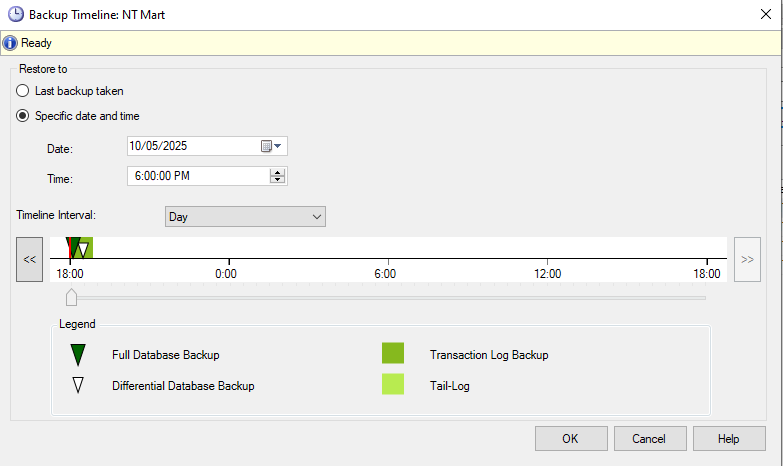 Backup Timeline: NT Mart
Ready
Restore to
Last backup taken
Specific date and time
Date: 10/05/2025
Time: 6:00:00 PM
Timeline Interval: Day
<< >>
18:00 0:00 6:00 12:00 18:00
Legend
Full Database Backup Transaction Log Backup
Differential Database Backup Tail-Log
OK Cancel Help